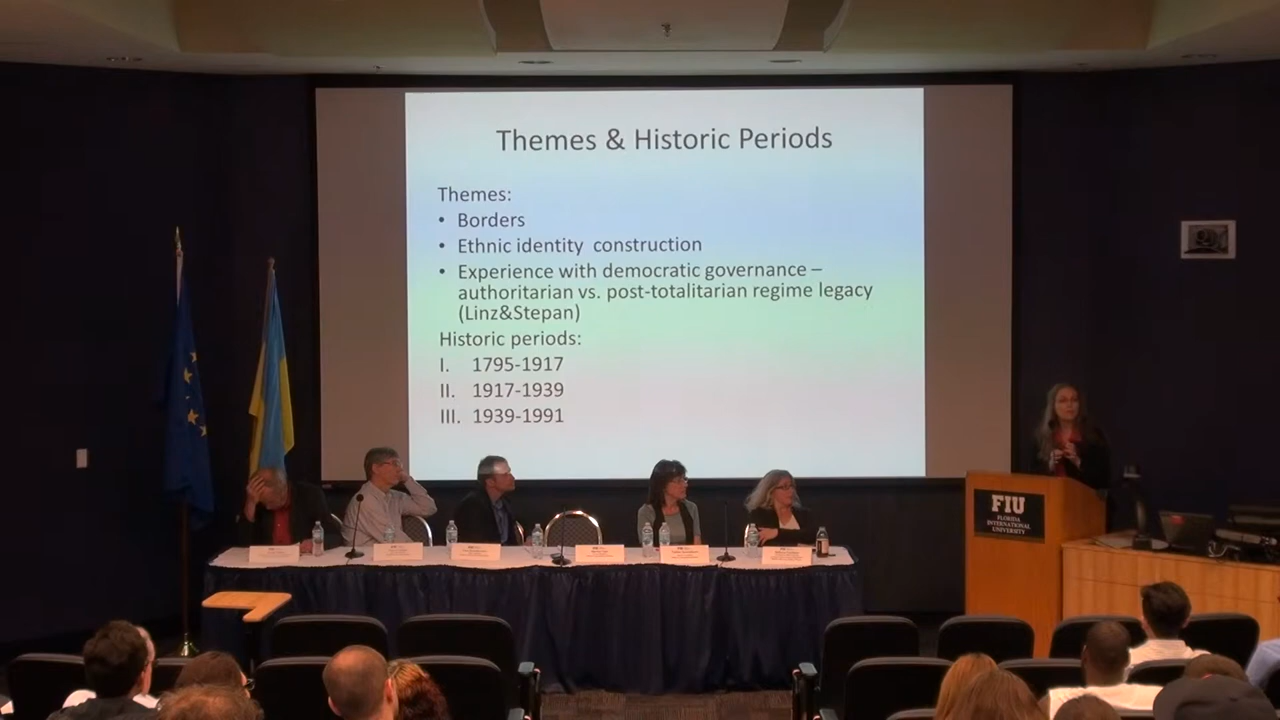 Themes & Historic Periods
Themes:
• Borders
• Ethnic identity  construction
• Experience with democratic governance –
authoritarian vs. post-totalitarian regime legacy
(Linz&Stepan)
Historic periods:
I. 1795-1917
II. 1917-1939
III. 1939-1991
FIU
FLORIDA
INTERNATIONAL
UNIVERSITY